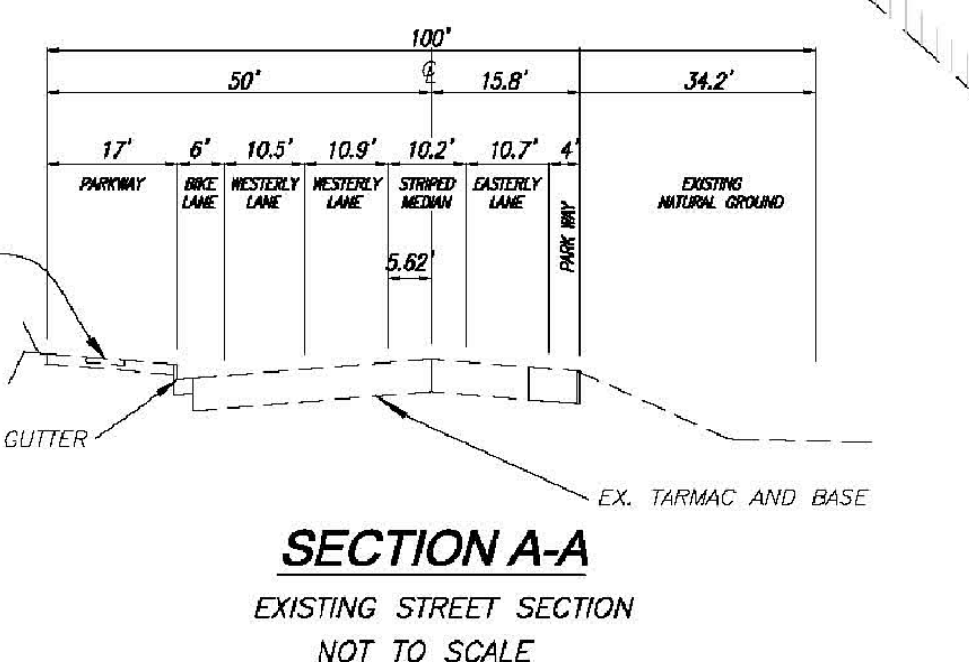 100'
℄
50' 15.8' 34.2'
17' 6' 10.5' 10.9' 10.2' 10.7' 4'
PARKWAY BIKE WESTERLY WESTERLY STRIPED EASTERLY EXISTING
LANE LANE LANE MEDIAN LANE NATURAL GROUND
PARK WAY
5.62'
GUTTER
EX. TARMAC AND BASE
SECTION A-A
EXISTING STREET SECTION
NOT TO SCALE